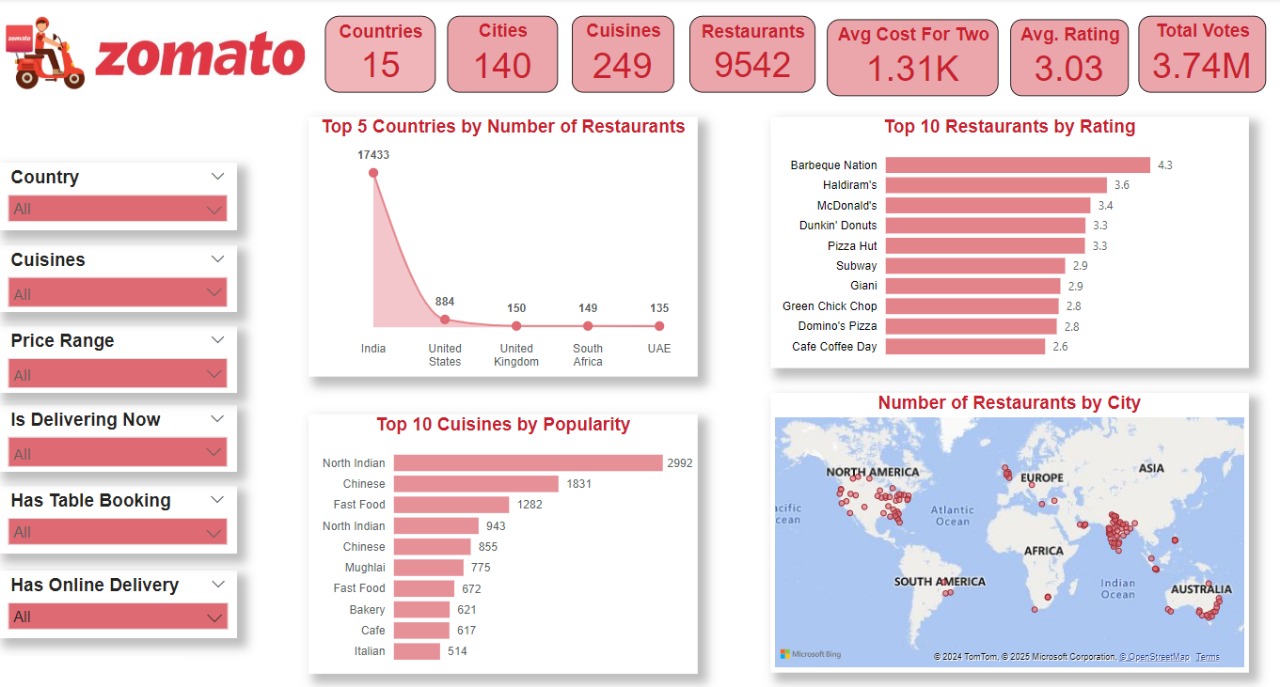 zomato
zomato
Countries
15
Cities
140
Cuisines
249
Restaurants
9542
Avg Cost For Two
1.31K
Avg. Rating
3.03
Total Votes
3.74M
Country
All
Cuisines
All
Price Range
All
Is Delivering Now
All
Has Table Booking
All
Has Online Delivery
All
Top 5 Countries by Number of Restaurants
17433
884
150
149
135
India
United
States
United
Kingdom
South
Africa
UAE
Top 10 Restaurants by Rating
Barbeque Nation 4.3
Haldiram's 3.6
McDonald's 3.4
Dunkin' Donuts 3.3
Pizza Hut 3.3
Subway 2.9
Giani 2.9
Green Chick Chop 2.8
Domino's Pizza 2.8
Cafe Coffee Day 2.6
Top 10 Cuisines by Popularity
North Indian 2992
Chinese 1831
Fast Food 1282
North Indian 943
Chinese 855
Mughlai 775
Fast Food 672
Bakery 621
Cafe 617
Italian 514
Number of Restaurants by City
NORTH AMERICA
EUROPE
ASIA
acific
cean
Atlantic
Ocean
AFRICA
SOUTH AMERICA
Indian
Ocean
AUSTRALIA
Microsoft Bing
© 2024 TomTom, © 2025 Microsoft Corporation, © OpenStreetMap Terms